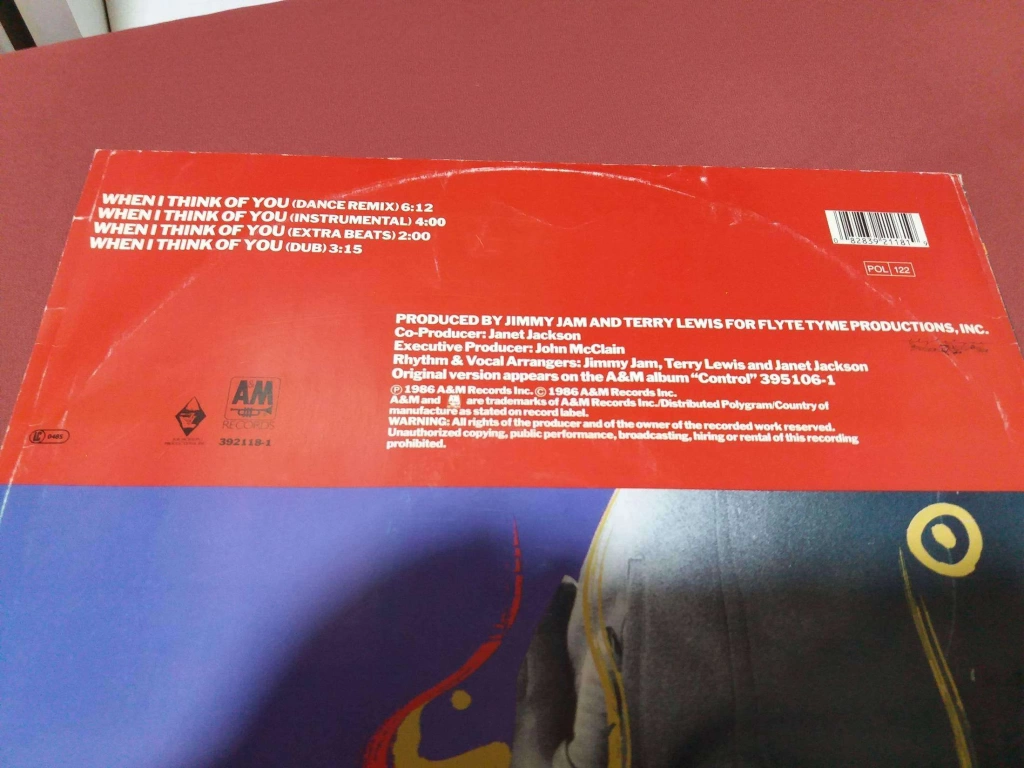 WHEN I THINK OF YOU (DANCE REMIX) 6:12
WHEN I THINK OF YOU (INSTRUMENTAL) 4:00
WHEN I THINK OF YOU (EXTRA BEATS) 2:00
WHEN I THINK OF YOU (DUB) 3:15
0 82839 21181 9
POL 122
PRODUCED BY JIMMY JAM AND TERRY LEWIS FOR FLYTE TYME PRODUCTIONS, INC.
Co-Producer: Janet Jackson
Executive Producer: John McClain
Rhythm & Vocal Arrangers: Jimmy Jam, Terry Lewis and Janet Jackson
Original version appears on the A&M album "Control" 395106-1
℗ 1986 A&M Records Inc. © 1986 A&M Records Inc.
A&M and are trademarks of A&M Records Inc./Distributed Polygram/Country of
manufacture as stated on record label.
WARNING: All rights of the producer and of the owner of the recorded work reserved.
Unauthorized copying, public performance, broadcasting, hiring or rental of this recording
prohibited.
A&M
RECORDS
392118-1
LC 0485